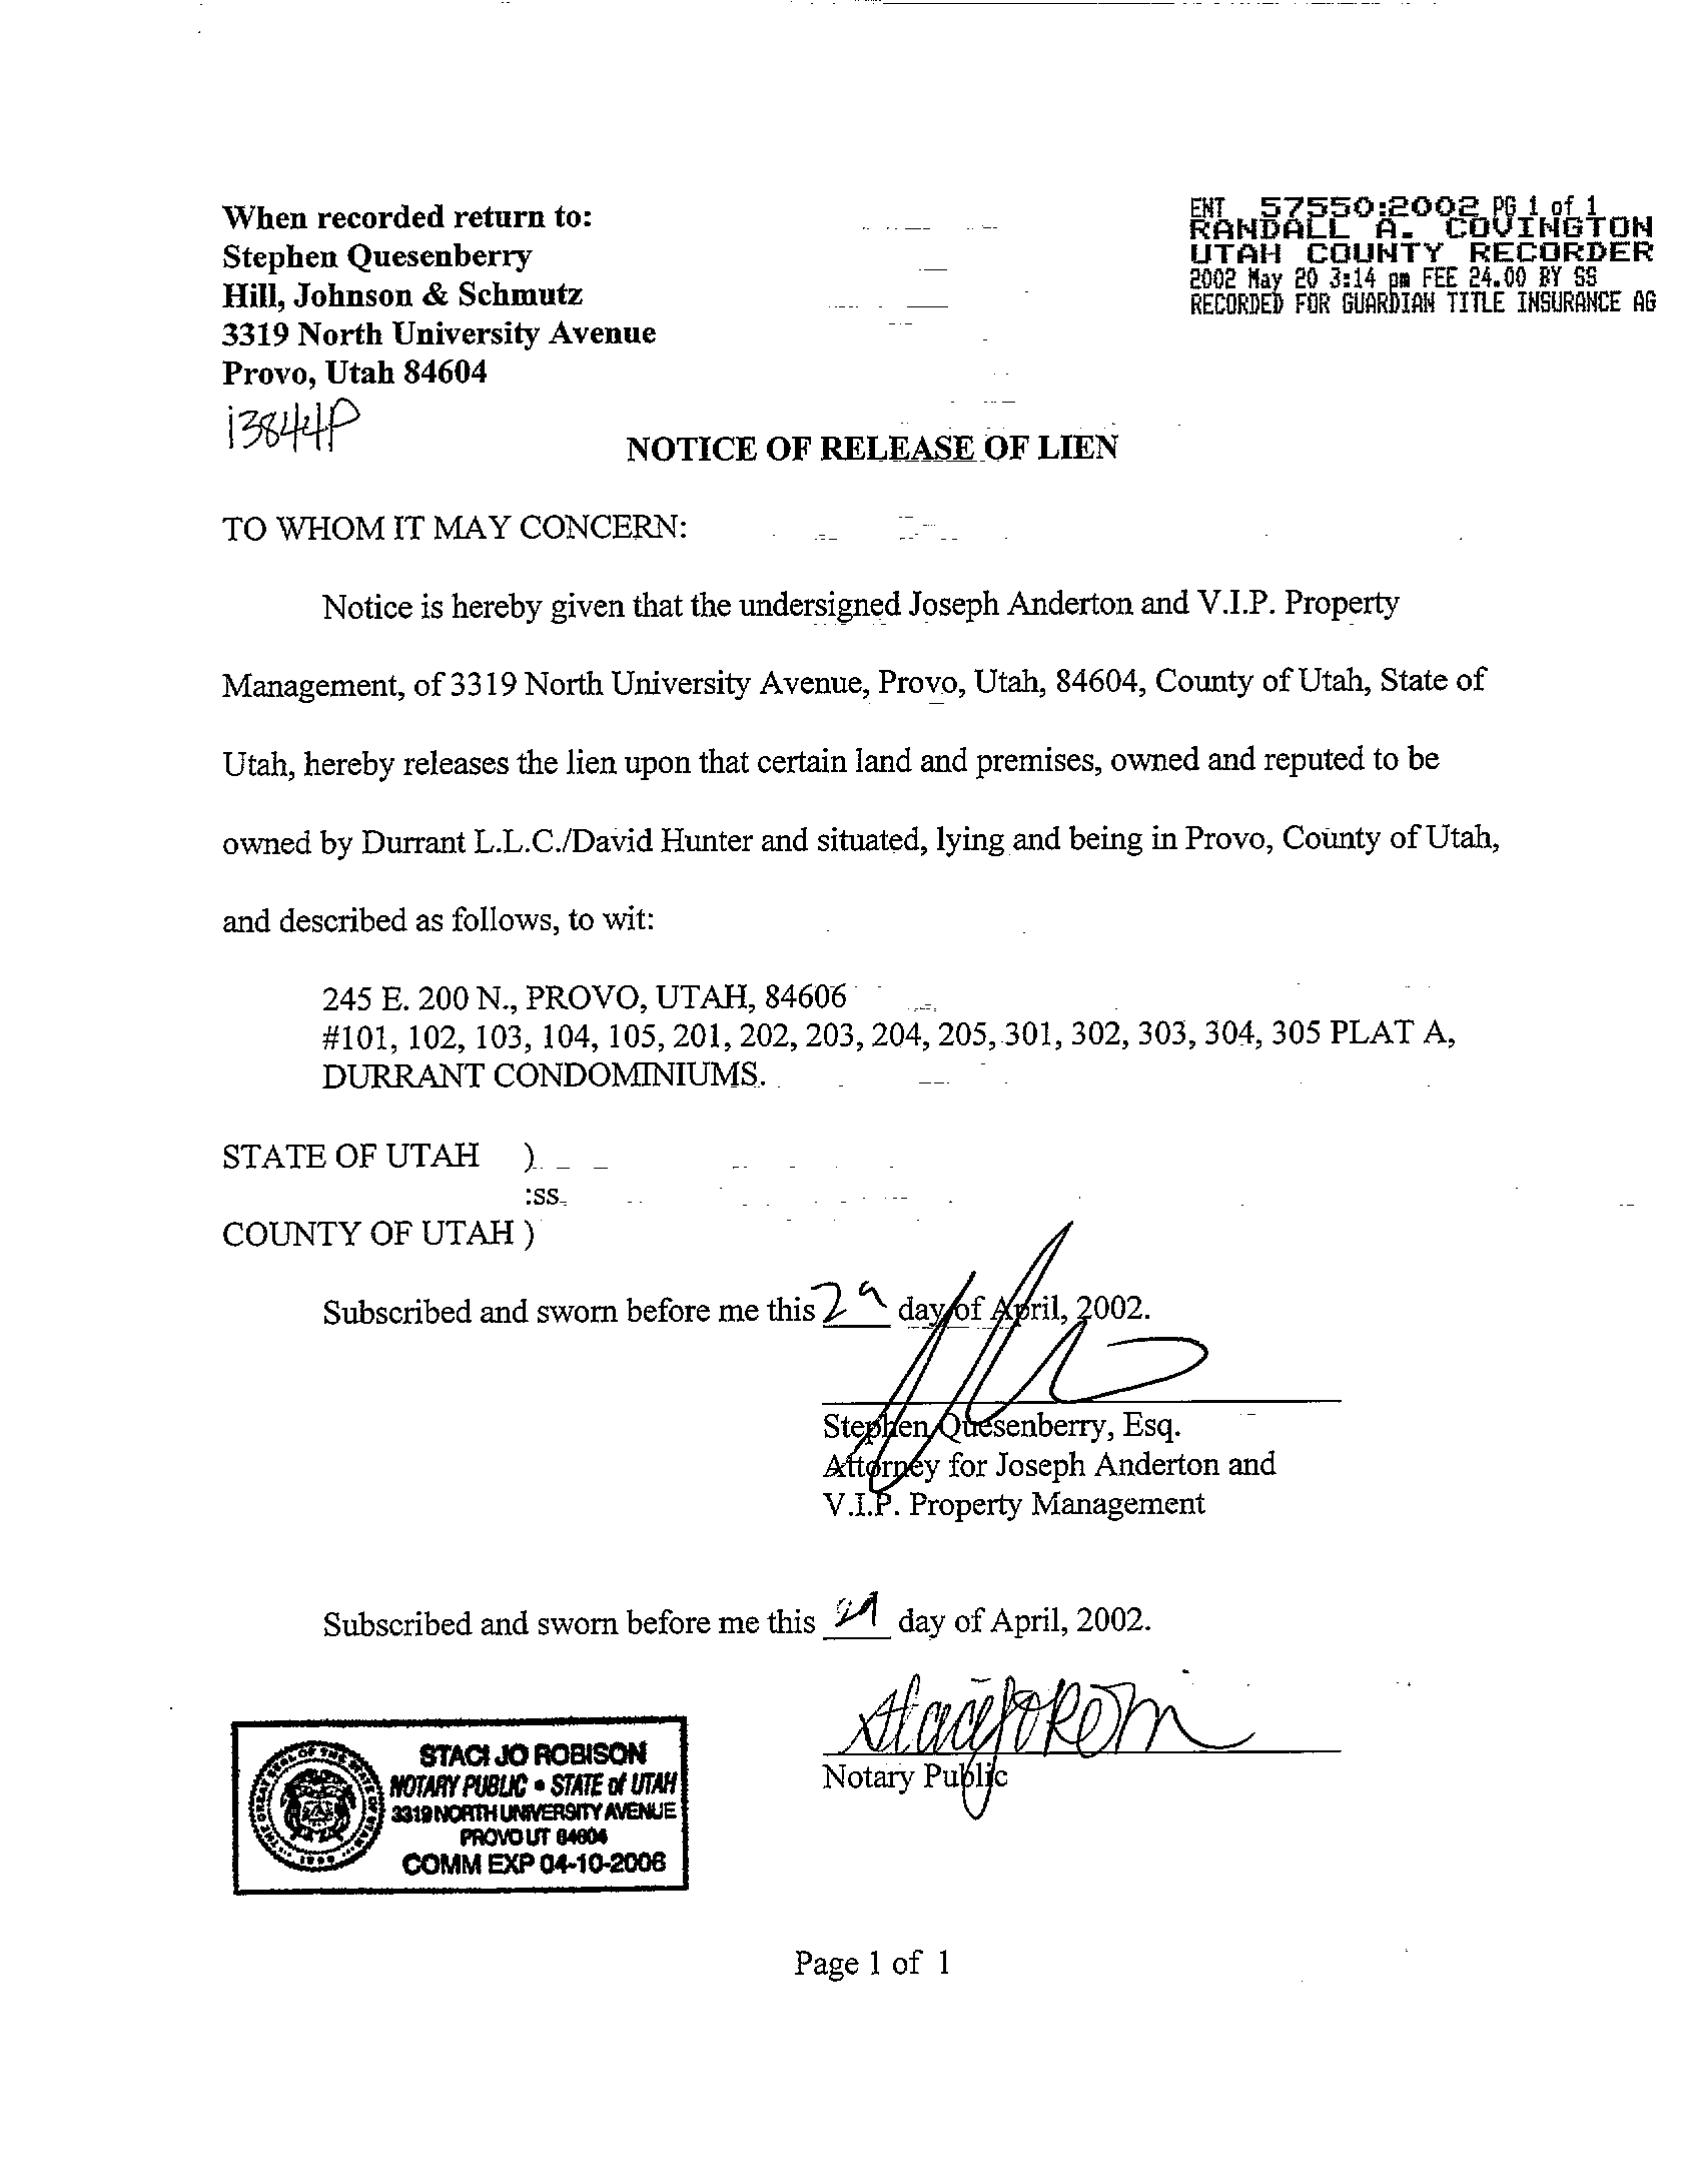 When recorded return to:
Stephen Quesenberry
Hill, Johnson & Schmutz
3319 North University Avenue
Provo, Utah 84604
13844P
ENT 57550:2002 PG 1 of 1
RANDALL A. COVINGTON
UTAH COUNTY RECORDER
2002 May 20 3:14 pm FEE 24.00 BY SS
RECORDED FOR GUARDIAN TITLE INSURANCE AG
NOTICE OF RELEASE OF LIEN
TO WHOM IT MAY CONCERN:
Notice is hereby given that the undersigned Joseph Anderton and V.I.P. Property
Management, of 3319 North University Avenue, Provo, Utah, 84604, County of Utah, State of
Utah, hereby releases the lien upon that certain land and premises, owned and reputed to be
owned by Durrant L.L.C./David Hunter and situated, lying and being in Provo, County of Utah,
and described as follows, to wit:
245 E. 200 N., PROVO, UTAH, 84606
#101, 102, 103, 104, 105, 201, 202, 203, 204, 205, 301, 302, 303, 304, 305 PLAT A,
DURRANT CONDOMINIUMS.
STATE OF UTAH )
:ss.
COUNTY OF UTAH )
Subscribed and sworn before me this 29 day of April, 2002.
Stephen Quesenberry, Esq.
Attorney for Joseph Anderton and
V.I.P. Property Management
Subscribed and sworn before me this 29 day of April, 2002.
Notary Public
STACI JO ROBISON
NOTARY PUBLIC • STATE of UTAH
3319 NORTH UNIVERSITY AVENUE
PROVO UT 84604
COMM EXP 04-10-2006
Page 1 of 1